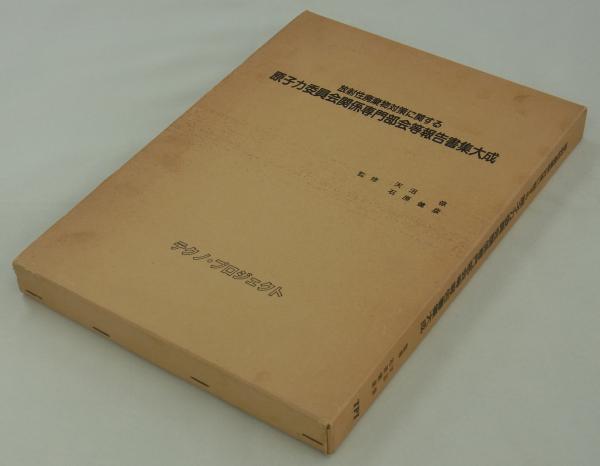 放射性廃棄物対策に関する
原子力委員会関係専門部会等報告書集大成
監修 天沼 倞
石原健彦
テクノ・プロジェクト